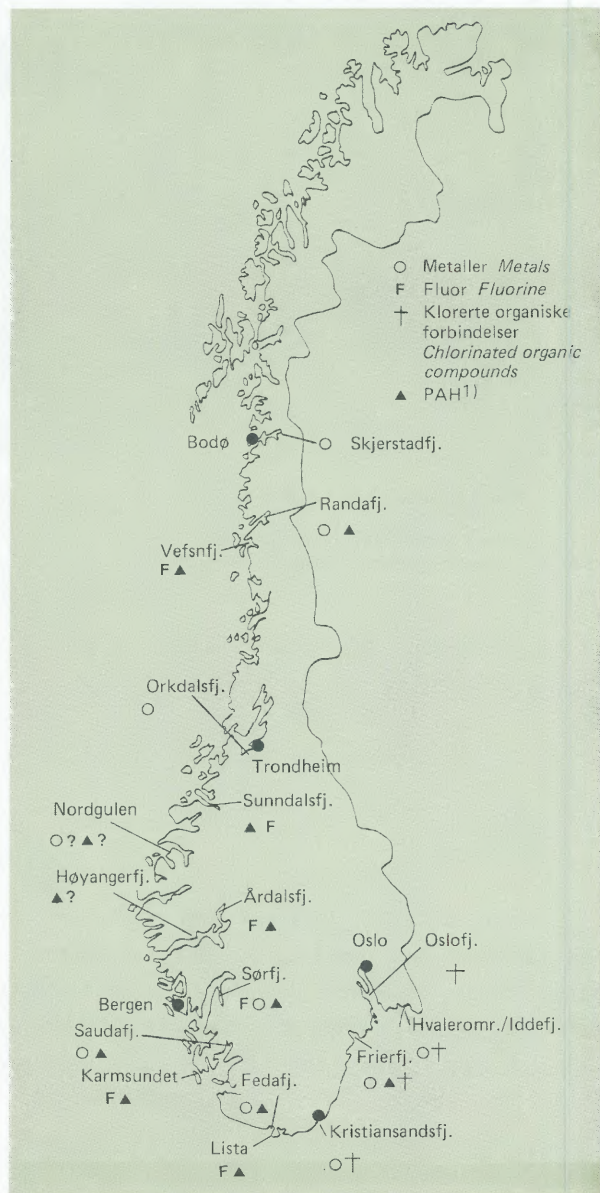 ○ Metaller Metals
F Fluor Fluorine
† Klorerte organiske
forbindelser
Chlorinated organic
compounds
▲ PAH1)
Bodø
Skjerstadfj.
○
Randafj.
○ ▲
Vefsnfj.
F ▲
Orkdalsfj.
○
Trondheim
Sunndalsfj.
▲ F
Nordgulen
○? ▲?
Høyangerfj.
▲?
Årdalsfj.
F ▲
Oslo
Oslofj.
†
Sørfj.
F○▲
Bergen
Hvaleromr./Iddefj.
○†
Saudafj.
○▲
Frierfj.
○▲†
Karmsundet
F▲
Fedafj.
○▲
Kristiansandsfj.
○†
Lista
F▲